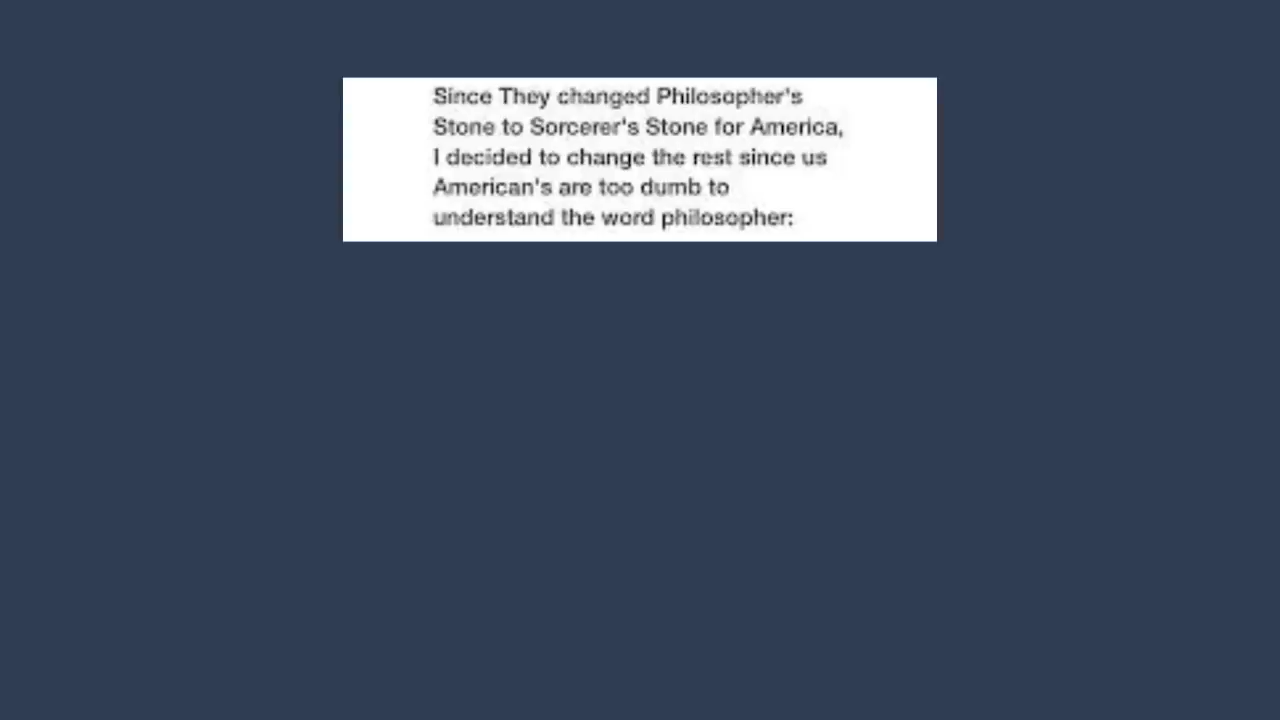 Since They changed Philosopher's
Stone to Sorcerer's Stone for America,
I decided to change the rest since us
American's are too dumb to
understand the word philosopher: